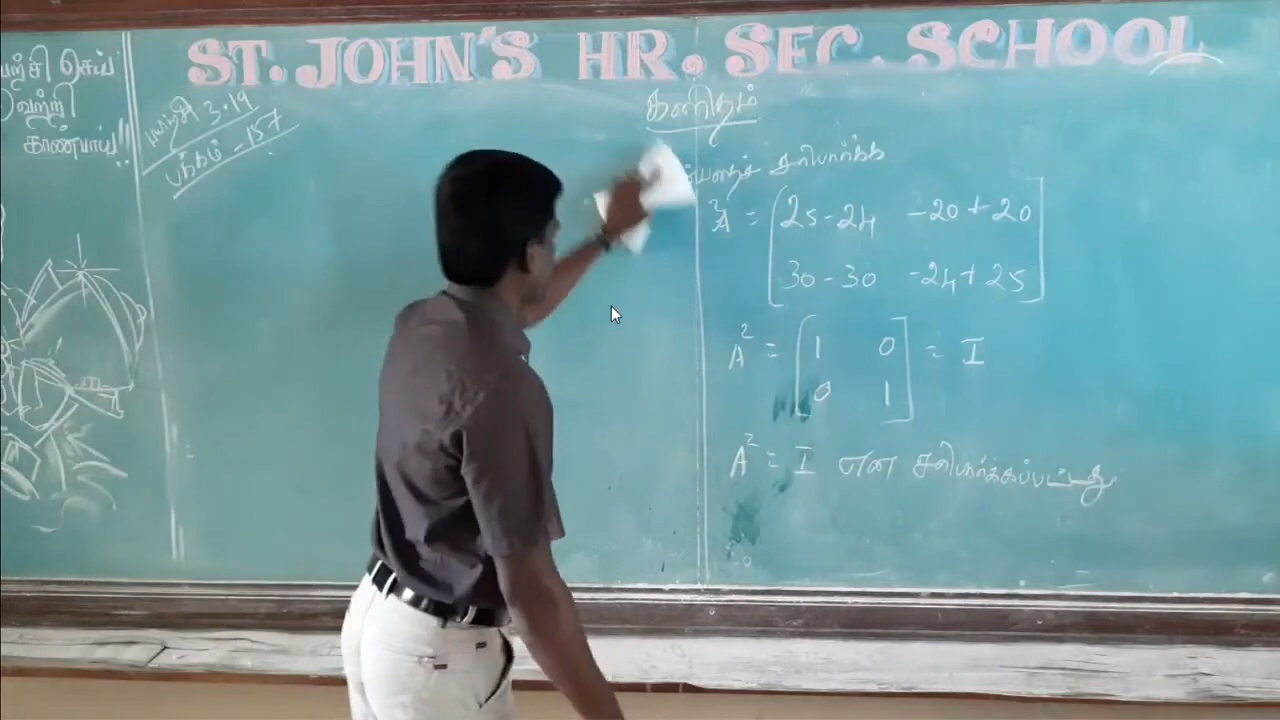 ST. JOHN'S HR. SEC. SCHOOL
செய்
வெற்றி
காண்பாய்!!
பயிற்சி 3.19
பக்கம் - 157
கணிதம்
சரிபார்க்க
A² = [25-24 -20+20
30-30 -24+25]
A² = [1 0
0 1] = I
A² = I என சரிபார்க்கப்பட்டது